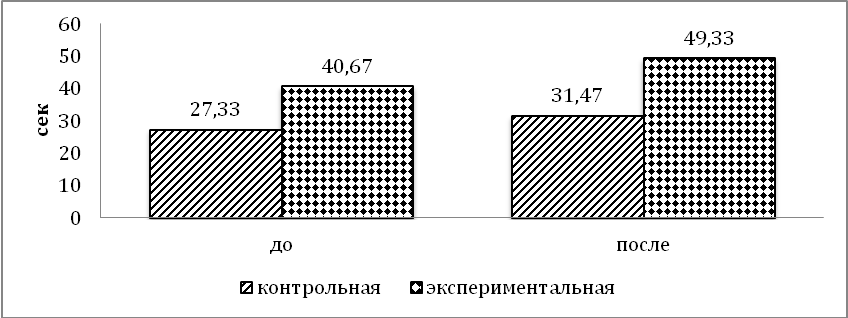 60
50
40
30
20
10
0
сек
27,33
40,67
31,47
49,33
до
после
контрольная
экспериментальная